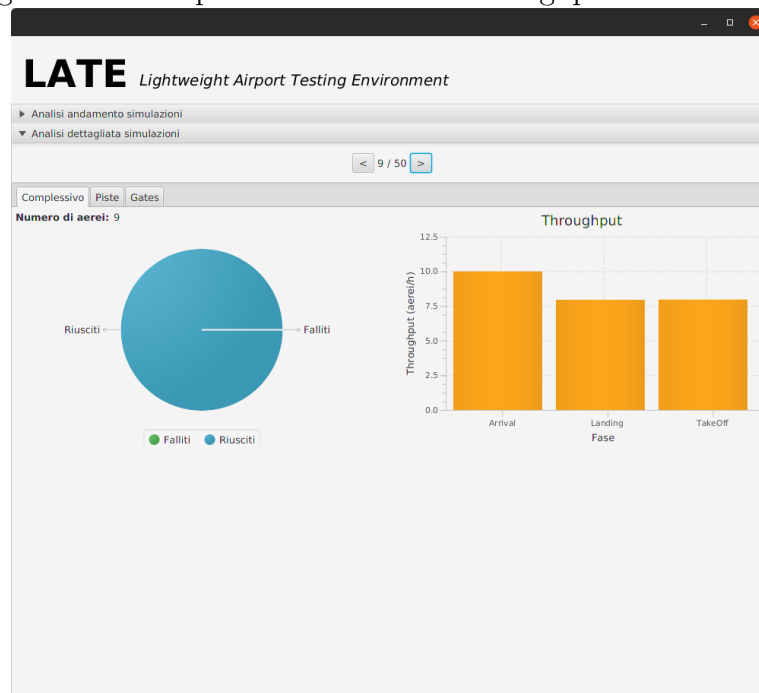 LATE Lightweight Airport Testing Environment
Analisi andamento simulazioni
Analisi dettagliata simulazioni
< 9 / 50 >
Complessivo Piste Gates
Numero di aerei: 9
Riusciti
Falliti
Falliti Riusciti
Throughput
Throughput (aerei/h)
12.5
10.0
7.5
5.0
2.5
0.0
Arrival Landing TakeOff
Fase